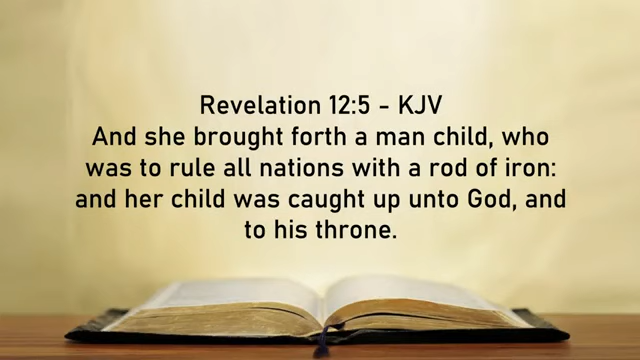 Revelation 12:5 - KJV
And she brought forth a man child, who
was to rule all nations with a rod of iron:
and her child was caught up unto God, and
to his throne.